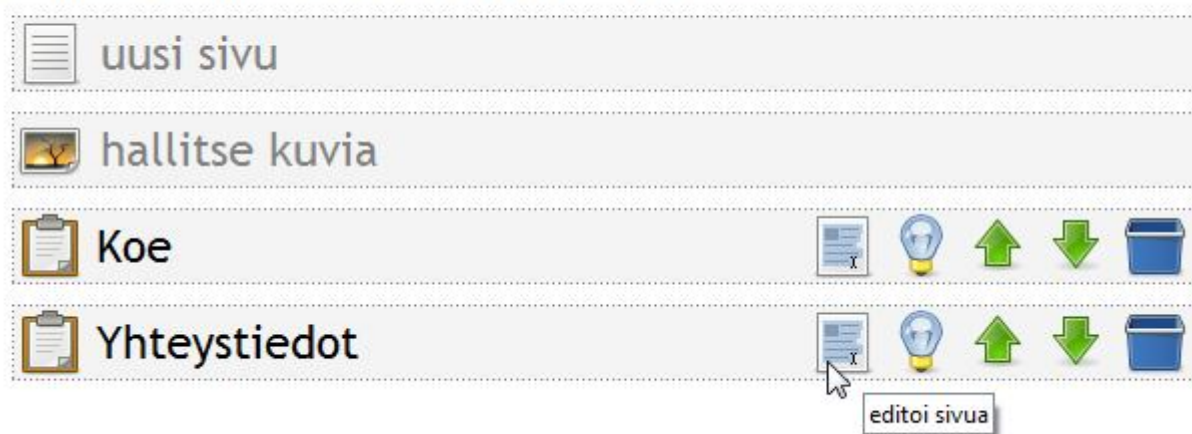 uusi sivu
hallitse kuvia
Koe
Yhteystiedot
editoi sivua